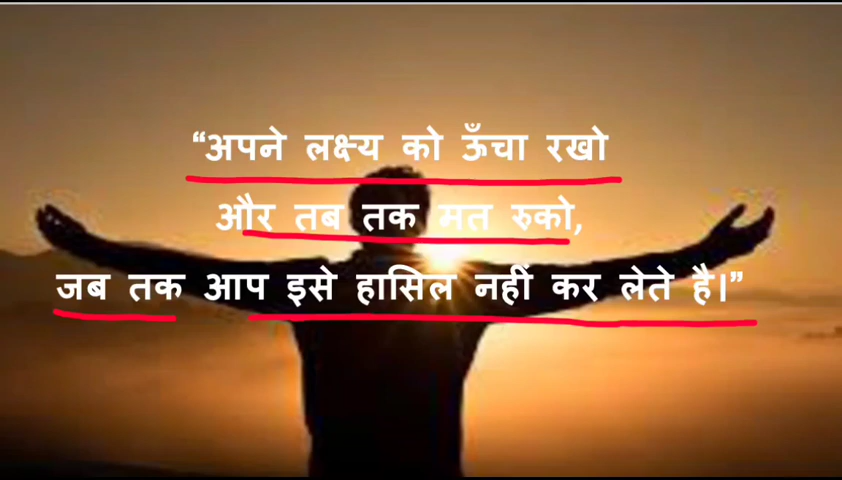 “अपने लक्ष्य को ऊँचा रखो
और तब तक मत रुको,
जब तक आप इसे हासिल नहीं कर लेते है।”